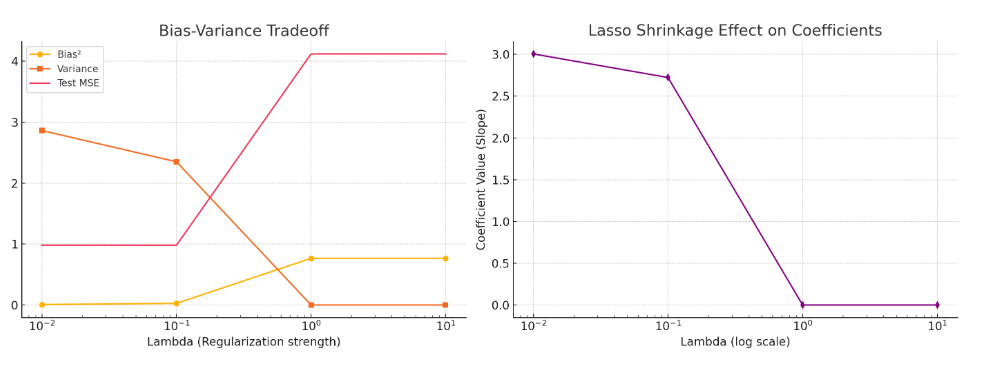 Bias-Variance Tradeoff
Bias²
Variance
Test MSE
4
3
2
1
0
10⁻²
10⁻¹
10⁰
10¹
Lambda (Regularization strength)
Lasso Shrinkage Effect on Coefficients
Coefficient Value (Slope)
3.0
2.5
2.0
1.5
1.0
0.5
0.0
10⁻²
10⁻¹
10⁰
10¹
Lambda (log scale)